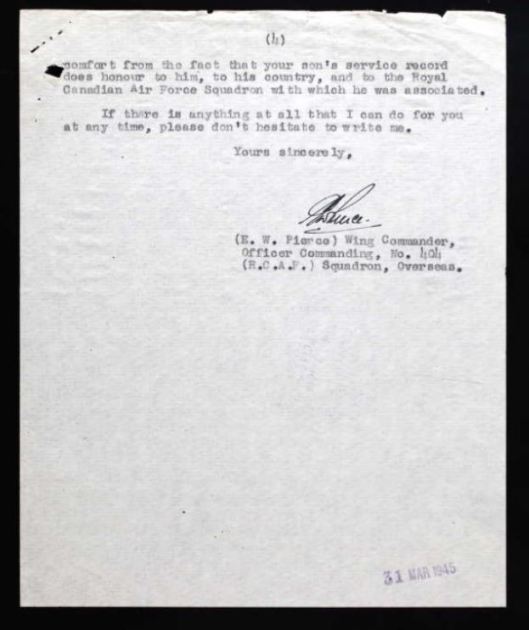 (4)
comfort from the fact that your son's service record
does honour to him, to his country, and to the Royal
Canadian Air Force Squadron with which he was associated.
If there is anything at all that I can do for you
at any time, please don't hesitate to write me.
Yours sincerely,
(E. W. Pierce) Wing Commander,
Officer Commanding, No. 404
(R.C.A.F.) Squadron, Overseas.
31 MAR 1945